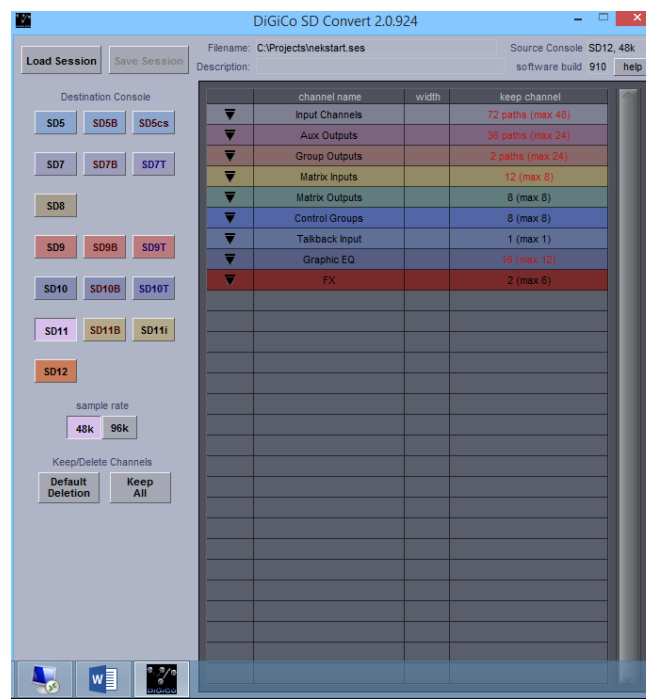 DiGiCo SD Convert 2.0.924
Load Session Save Session
Filename: C:\Projects\nekstart.ses Source Console SD12, 48k
Description: software build 910 help
Destination Console
SD5 SD5B SD5cs
SD7 SD7B SD7T
SD8
SD9 SD9B SD9T
SD10 SD10B SD10T
SD11 SD11B SD11i
SD12
sample rate
48k 96k
Keep/Delete Channels
Default Deletion Keep All
channel name width keep channel
Input Channels 72 paths (max 48)
Aux Outputs 36 paths (max 24)
Group Outputs 2 paths (max 24)
Matrix Inputs 12 (max 8)
Matrix Outputs 8 (max 8)
Control Groups 8 (max 8)
Talkback Input 1 (max 1)
Graphic EQ 16 (max 12)
FX 2 (max 6)
W
DiGiCo